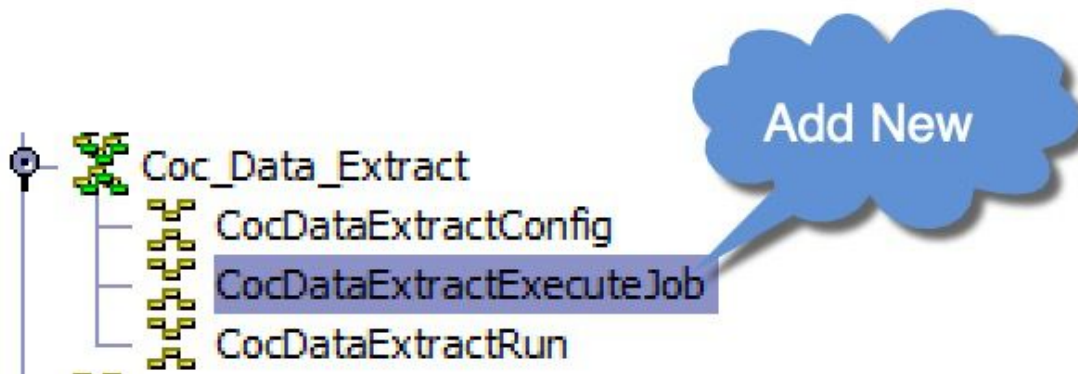 Add New
Coc_Data_Extract
CocDataExtractConfig
CocDataExtractExecuteJob
CocDataExtractRun